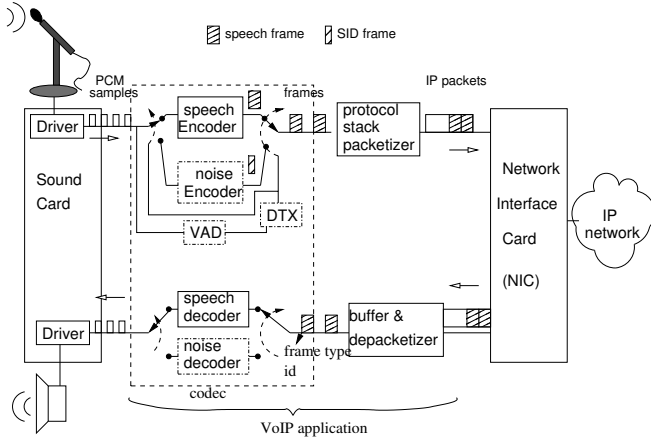 speech frame
SID frame
PCM
samples
frames
IP packets
Driver
speech
Encoder
protocol
stack
packetizer
Sound
Card
noise
Encoder
DTX
VAD
Network
Interface
Card
(NIC)
IP
network
Driver
speech
decoder
noise
decoder
frame type
id
buffer &
depacketizer
codec
VoIP application